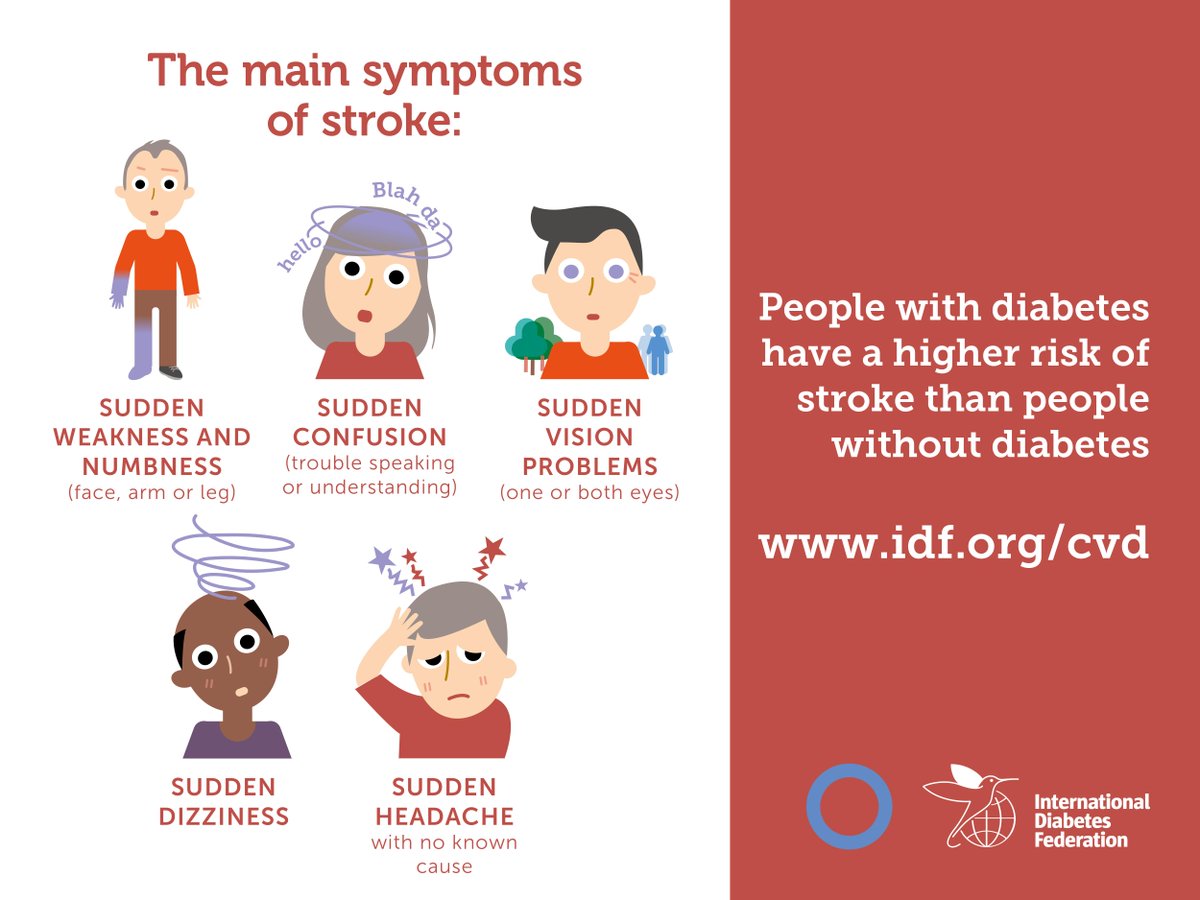 The main symptoms
of stroke:
hello
Blah da
SUDDEN
WEAKNESS AND
NUMBNESS
(face, arm or leg)
SUDDEN
CONFUSION
(trouble speaking
or understanding)
SUDDEN
VISION
PROBLEMS
(one or both eyes)
SUDDEN
DIZZINESS
SUDDEN
HEADACHE
with no known
cause
People with diabetes
have a higher risk of
stroke than people
without diabetes
www.idf.org/cvd
International
Diabetes
Federation